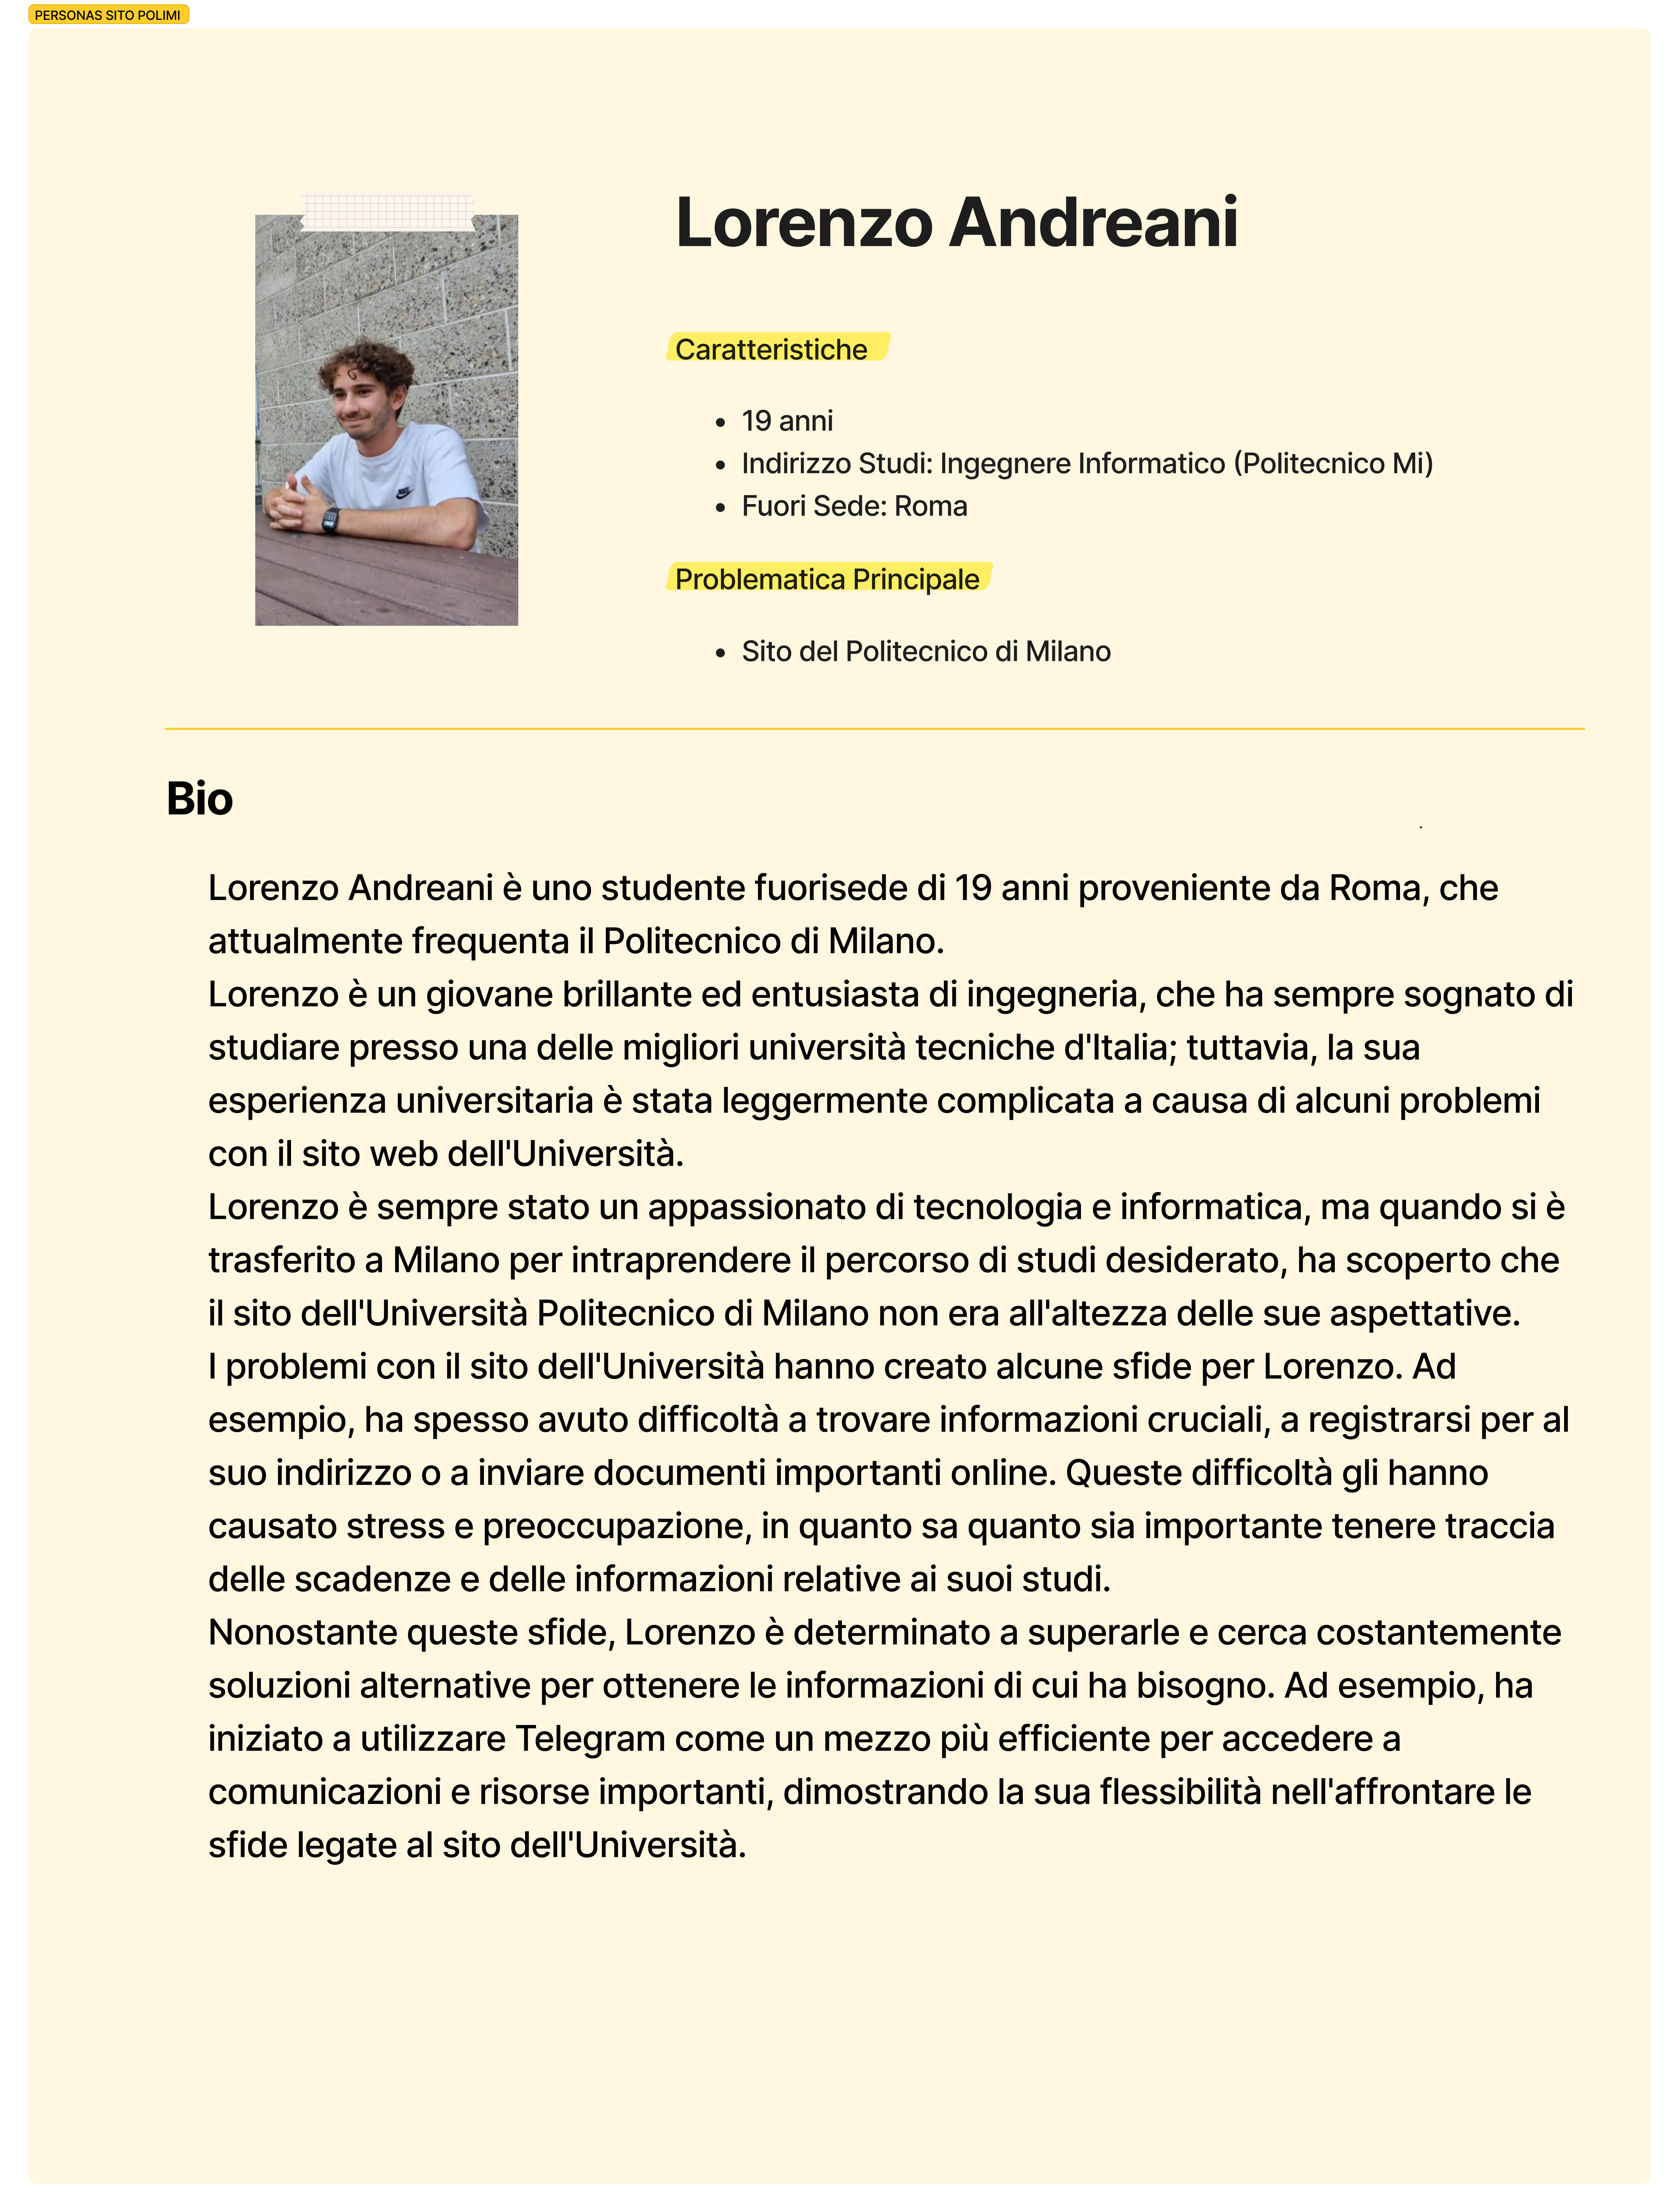 PERSONAS SITO POLIMI
Lorenzo Andreani
Caratteristiche
• 19 anni
• Indirizzo Studi: Ingegnere Informatico (Politecnico Mi)
• Fuori Sede: Roma
Problematica Principale
• Sito del Politecnico di Milano
Bio
.
Lorenzo Andreani è uno studente fuorisede di 19 anni proveniente da Roma, che
attualmente frequenta il Politecnico di Milano.
Lorenzo è un giovane brillante ed entusiasta di ingegneria, che ha sempre sognato di
studiare presso una delle migliori università tecniche d'Italia; tuttavia, la sua
esperienza universitaria è stata leggermente complicata a causa di alcuni problemi
con il sito web dell'Università.
Lorenzo è sempre stato un appassionato di tecnologia e informatica, ma quando si è
trasferito a Milano per intraprendere il percorso di studi desiderato, ha scoperto che
il sito dell'Università Politecnico di Milano non era all'altezza delle sue aspettative.
I problemi con il sito dell'Università hanno creato alcune sfide per Lorenzo. Ad
esempio, ha spesso avuto difficoltà a trovare informazioni cruciali, a registrarsi per al
suo indirizzo o a inviare documenti importanti online. Queste difficoltà gli hanno
causato stress e preoccupazione, in quanto sa quanto sia importante tenere traccia
delle scadenze e delle informazioni relative ai suoi studi.
Nonostante queste sfide, Lorenzo è determinato a superarle e cerca costantemente
soluzioni alternative per ottenere le informazioni di cui ha bisogno. Ad esempio, ha
iniziato a utilizzare Telegram come un mezzo più efficiente per accedere a
comunicazioni e risorse importanti, dimostrando la sua flessibilità nell'affrontare le
sfide legate al sito dell'Università.